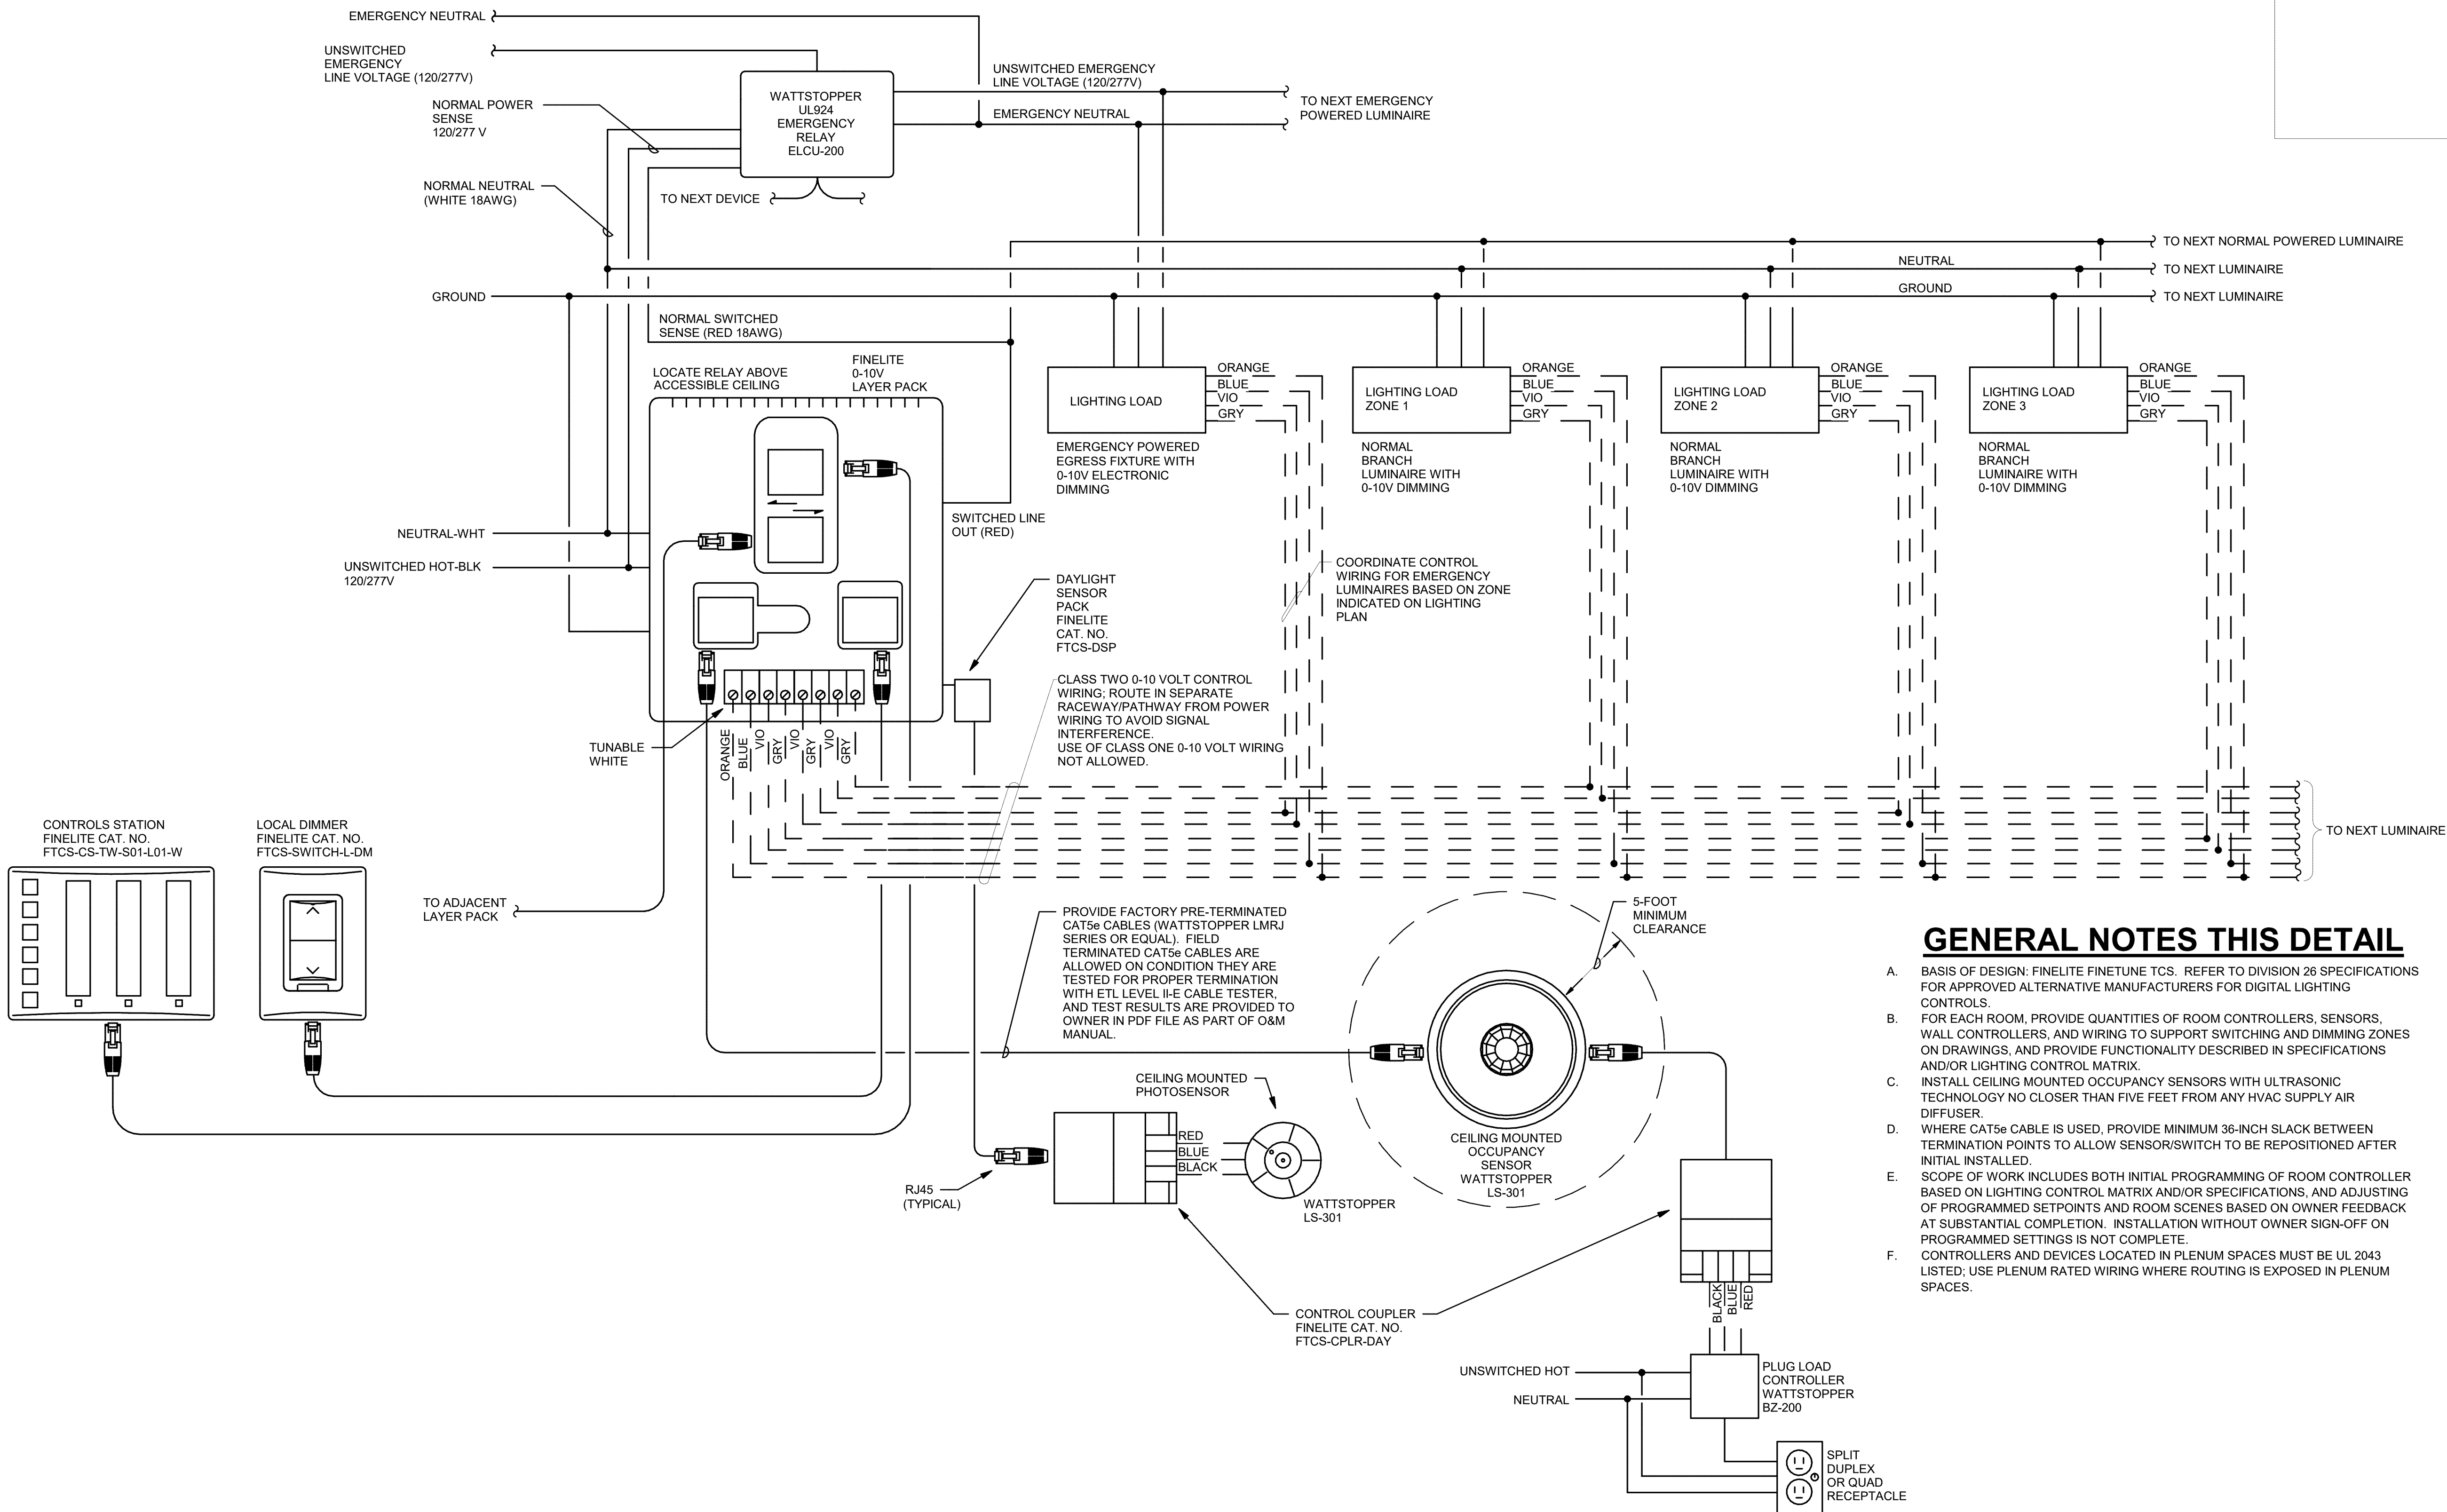 EMERGENCY NEUTRAL
UNSWITCHED
EMERGENCY
LINE VOLTAGE (120/277V)
NORMAL POWER
SENSE
120/277 V
NORMAL NEUTRAL
(WHITE 18AWG)
WATTSTOPPER
UL924
EMERGENCY
RELAY
ELCU-200
TO NEXT DEVICE
UNSWITCHED EMERGENCY
LINE VOLTAGE (120/277V)
EMERGENCY NEUTRAL
TO NEXT EMERGENCY
POWERED LUMINAIRE
TO NEXT NORMAL POWERED LUMINAIRE
NEUTRAL
TO NEXT LUMINAIRE
GROUND
GROUND
TO NEXT LUMINAIRE
NORMAL SWITCHED
SENSE (RED 18AWG)
LOCATE RELAY ABOVE
ACCESSIBLE CEILING
FINELITE
0-10V
LAYER PACK
LIGHTING LOAD
ORANGE
BLUE
VIO
GRY
EMERGENCY POWERED
EGRESS FIXTURE WITH
0-10V ELECTRONIC
DIMMING
LIGHTING LOAD
ZONE 1
ORANGE
BLUE
VIO
GRY
NORMAL
BRANCH
LUMINAIRE WITH
0-10V DIMMING
LIGHTING LOAD
ZONE 2
ORANGE
BLUE
VIO
GRY
NORMAL
BRANCH
LUMINAIRE WITH
0-10V DIMMING
LIGHTING LOAD
ZONE 3
ORANGE
BLUE
VIO
GRY
NORMAL
BRANCH
LUMINAIRE WITH
0-10V DIMMING
NEUTRAL-WHT
UNSWITCHED HOT-BLK
120/277V
SWITCHED LINE
OUT (RED)
DAYLIGHT
SENSOR
PACK
FINELITE
CAT. NO.
FTCS-DSP
COORDINATE CONTROL
WIRING FOR EMERGENCY
LUMINAIRES BASED ON ZONE
INDICATED ON LIGHTING
PLAN
CLASS TWO 0-10 VOLT CONTROL
WIRING; ROUTE IN SEPARATE
RACEWAY/PATHWAY FROM POWER
WIRING TO AVOID SIGNAL
INTERFERENCE.
USE OF CLASS ONE 0-10 VOLT WIRING
NOT ALLOWED.
TUNABLE
WHITE
ORANGE
BLUE
VIO
GRY
VIO
GRY
VIO
GRY
TO NEXT LUMINAIRE
CONTROLS STATION
FINELITE CAT. NO.
FTCS-CS-TW-S01-L01-W
LOCAL DIMMER
FINELITE CAT. NO.
FTCS-SWITCH-L-DM
TO ADJACENT
LAYER PACK
PROVIDE FACTORY PRE-TERMINATED
CAT5e CABLES (WATTSTOPPER LMRJ
SERIES OR EQUAL).  FIELD
TERMINATED CAT5e CABLES ARE
ALLOWED ON CONDITION THEY ARE
TESTED FOR PROPER TERMINATION
WITH ETL LEVEL II-E CABLE TESTER,
AND TEST RESULTS ARE PROVIDED TO
OWNER IN PDF FILE AS PART OF O&M
MANUAL.
5-FOOT
MINIMUM
CLEARANCE
CEILING MOUNTED
OCCUPANCY
SENSOR
WATTSTOPPER
LS-301
CEILING MOUNTED
PHOTOSENSOR
RED
BLUE
BLACK
WATTSTOPPER
LS-301
RJ45
(TYPICAL)
CONTROL COUPLER
FINELITE CAT. NO.
FTCS-CPLR-DAY
BLACK
BLUE
RED
UNSWITCHED HOT
NEUTRAL
PLUG LOAD
CONTROLLER
WATTSTOPPER
BZ-200
SPLIT
DUPLEX
OR QUAD
RECEPTACLE
GENERAL NOTES THIS DETAIL
A. BASIS OF DESIGN: FINELITE FINETUNE TCS.  REFER TO DIVISION 26 SPECIFICATIONS
FOR APPROVED ALTERNATIVE MANUFACTURERS FOR DIGITAL LIGHTING
CONTROLS.
B. FOR EACH ROOM, PROVIDE QUANTITIES OF ROOM CONTROLLERS, SENSORS,
WALL CONTROLLERS, AND WIRING TO SUPPORT SWITCHING AND DIMMING ZONES
ON DRAWINGS, AND PROVIDE FUNCTIONALITY DESCRIBED IN SPECIFICATIONS
AND/OR LIGHTING CONTROL MATRIX.
C. INSTALL CEILING MOUNTED OCCUPANCY SENSORS WITH ULTRASONIC
TECHNOLOGY NO CLOSER THAN FIVE FEET FROM ANY HVAC SUPPLY AIR
DIFFUSER.
D. WHERE CAT5e CABLE IS USED, PROVIDE MINIMUM 36-INCH SLACK BETWEEN
TERMINATION POINTS TO ALLOW SENSOR/SWITCH TO BE REPOSITIONED AFTER
INITIAL INSTALLED.
E. SCOPE OF WORK INCLUDES BOTH INITIAL PROGRAMMING OF ROOM CONTROLLER
BASED ON LIGHTING CONTROL MATRIX AND/OR SPECIFICATIONS, AND ADJUSTING
OF PROGRAMMED SETPOINTS AND ROOM SCENES BASED ON OWNER FEEDBACK
AT SUBSTANTIAL COMPLETION.  INSTALLATION WITHOUT OWNER SIGN-OFF ON
PROGRAMMED SETTINGS IS NOT COMPLETE.
F. CONTROLLERS AND DEVICES LOCATED IN PLENUM SPACES MUST BE UL 2043
LISTED; USE PLENUM RATED WIRING WHERE ROUTING IS EXPOSED IN PLENUM
SPACES.